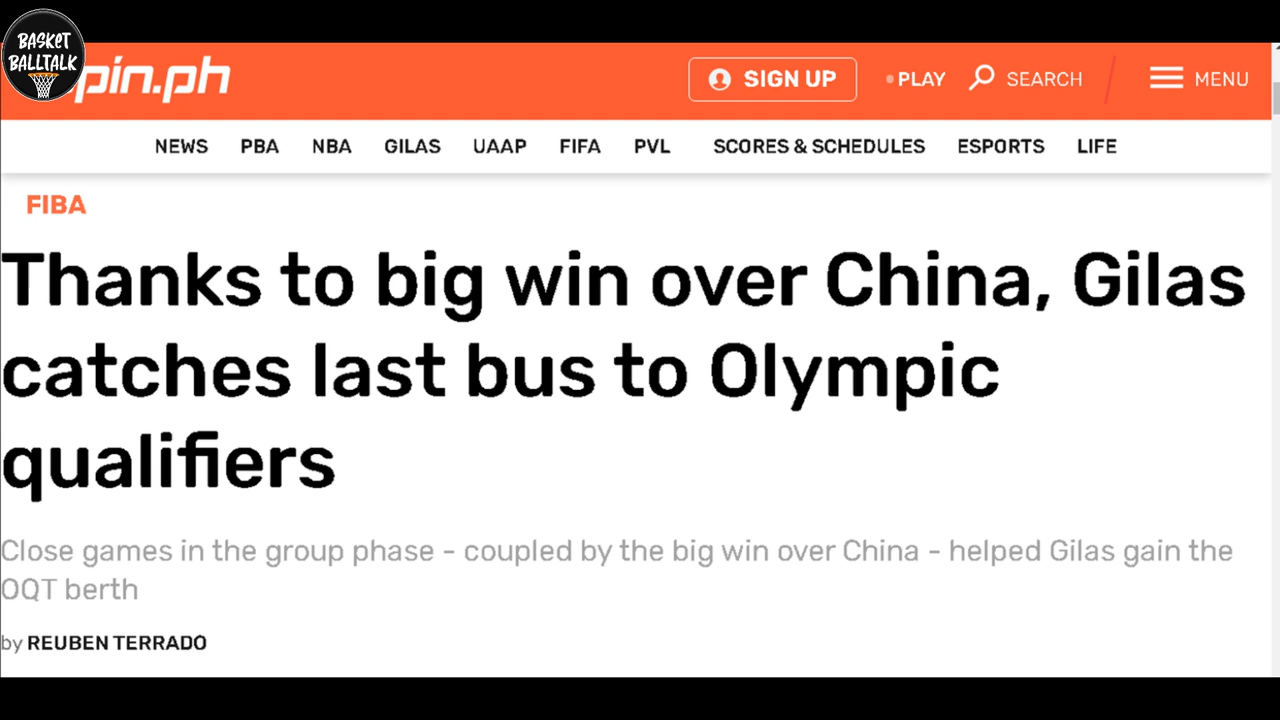 BASKET
BALLTALK
pin.ph
SIGN UP
PLAY
SEARCH
MENU
NEWS PBA NBA GILAS UAAP FIFA PVL SCORES & SCHEDULES ESPORTS LIFE
FIBA
Thanks to big win over China, Gilas
catches last bus to Olympic
qualifiers
Close games in the group phase - coupled by the big win over China - helped Gilas gain the
OQT berth
by REUBEN TERRADO